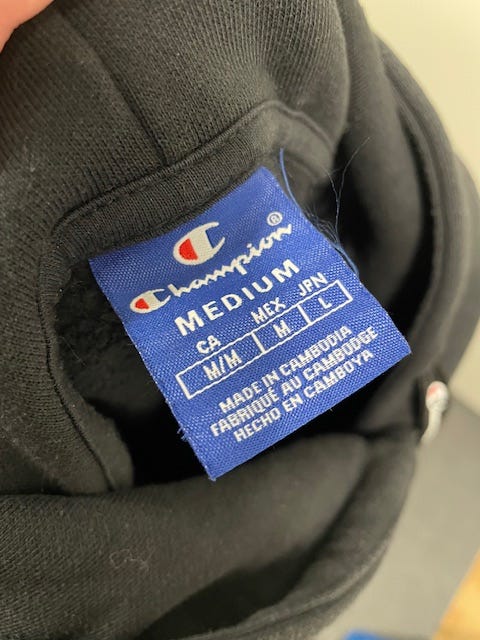 Champion®
MEDIUM
CA MEX JPN
M/M M L
MADE IN CAMBODIA
FABRIQUÉ AU CAMBODGE
HECHO EN CAMBOYA